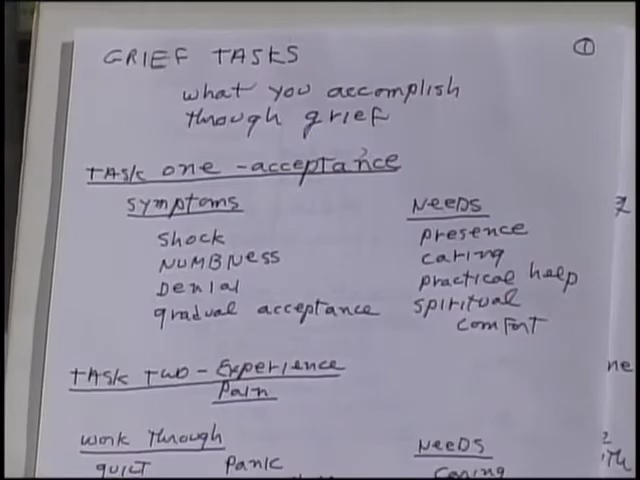 GRIEF TASKS ①
what you accomplish
through grief
TASK one - acceptance
Symptoms NEEDS
Shock presence
NUMBNESS caring
Denial practical help
gradual acceptance spiritual
comfort
TASK TWO - Experience
Pain
work through NEEDS
guilt panic caring